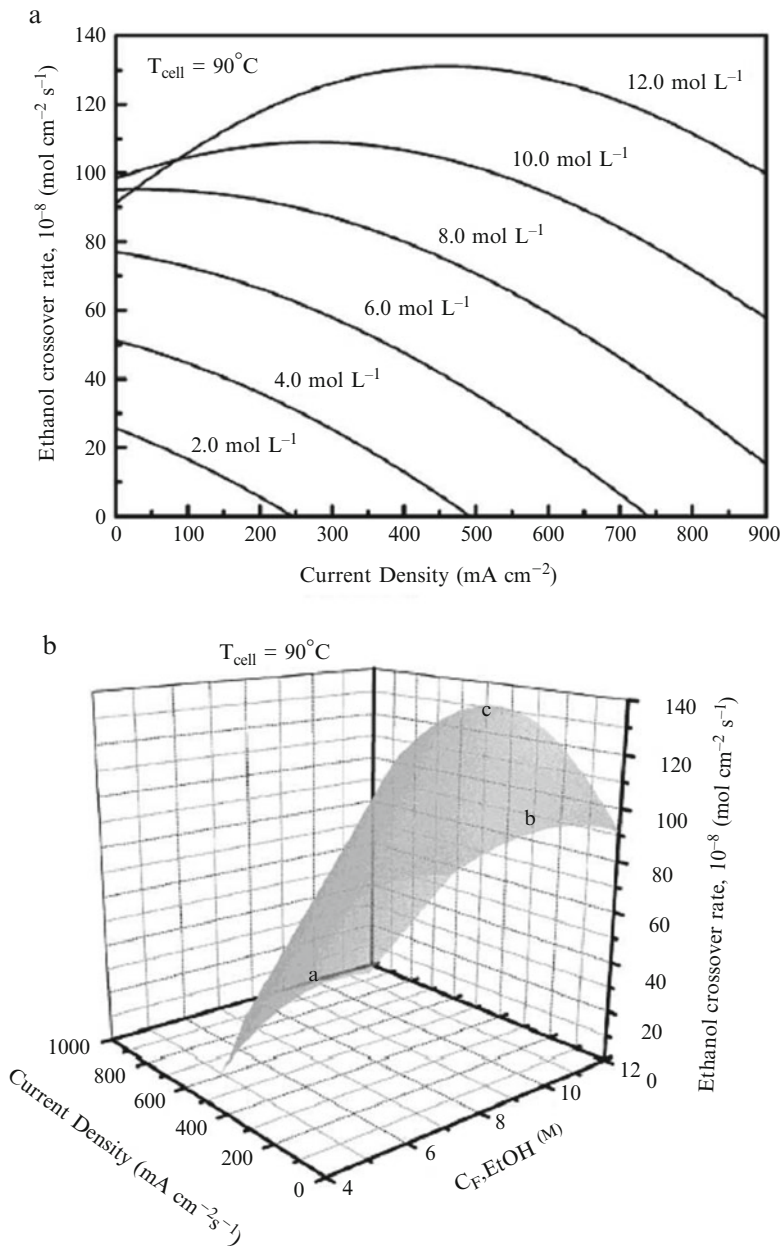 a
140
120
100
80
60
40
20
0
Ethanol crossover rate, 10⁻⁸ (mol cm⁻² s⁻¹)
T_cell = 90°C
12.0 mol L⁻¹
10.0 mol L⁻¹
8.0 mol L⁻¹
6.0 mol L⁻¹
4.0 mol L⁻¹
2.0 mol L⁻¹
0 100 200 300 400 500 600 700 800 900
Current Density (mA cm⁻²)
b
T_cell = 90°C
c
b
a
140
120
100
80
60
40
20
0
Ethanol crossover rate, 10⁻⁸ (mol cm⁻² s⁻¹)
1000
800
600
400
200
0
Current Density (mA cm⁻²s⁻¹)
4
6
8
10
12
C_F,EtOH (M)